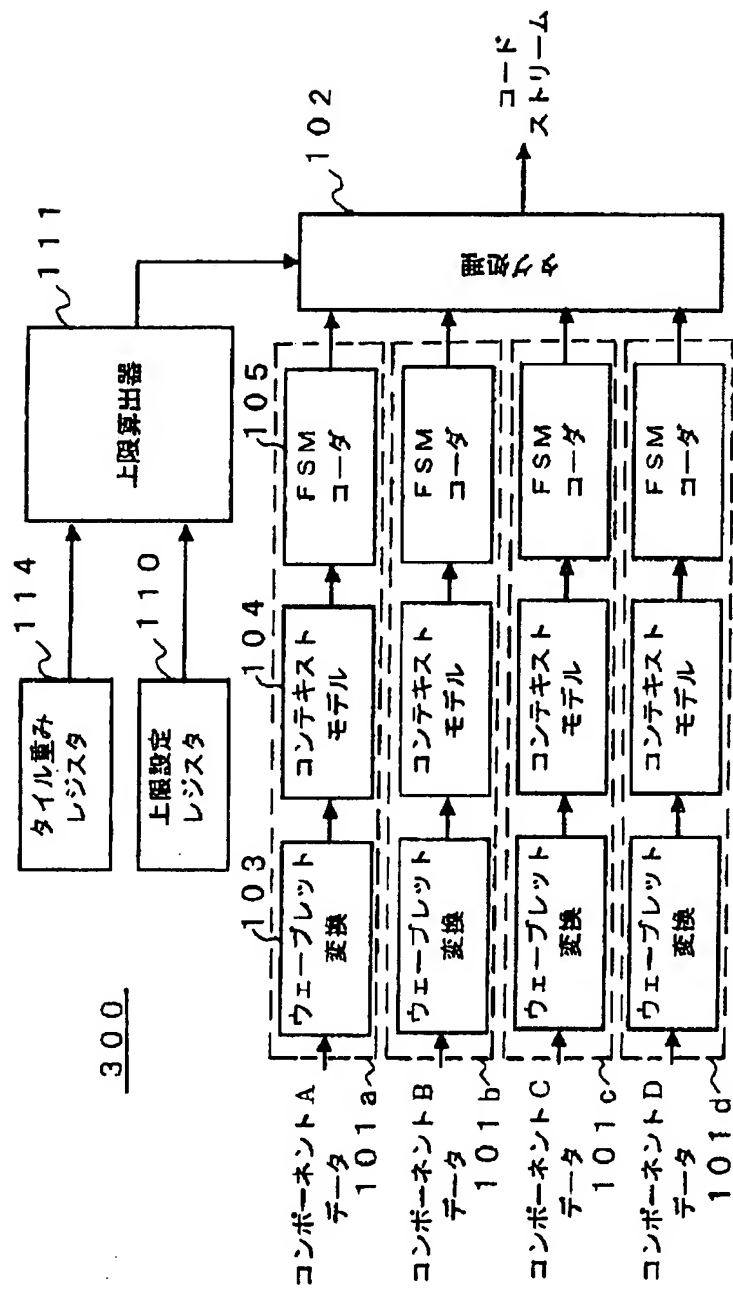 300
タイル重み
レジスタ
114
上限設定
レジスタ
110
上限算出器
111
コンポーネントA
データ
101a
103
ウェーブレット
変換
104
コンテキスト
モデル
105
FSM
コーダ
コンポーネントB
データ
101b
ウェーブレット
変換
コンテキスト
モデル
FSM
コーダ
コンポーネントC
データ
101c
ウェーブレット
変換
コンテキスト
モデル
FSM
コーダ
コンポーネントD
データ
101d
ウェーブレット
変換
コンテキスト
モデル
FSM
コーダ
タグ処理
102
コード
ストリーム